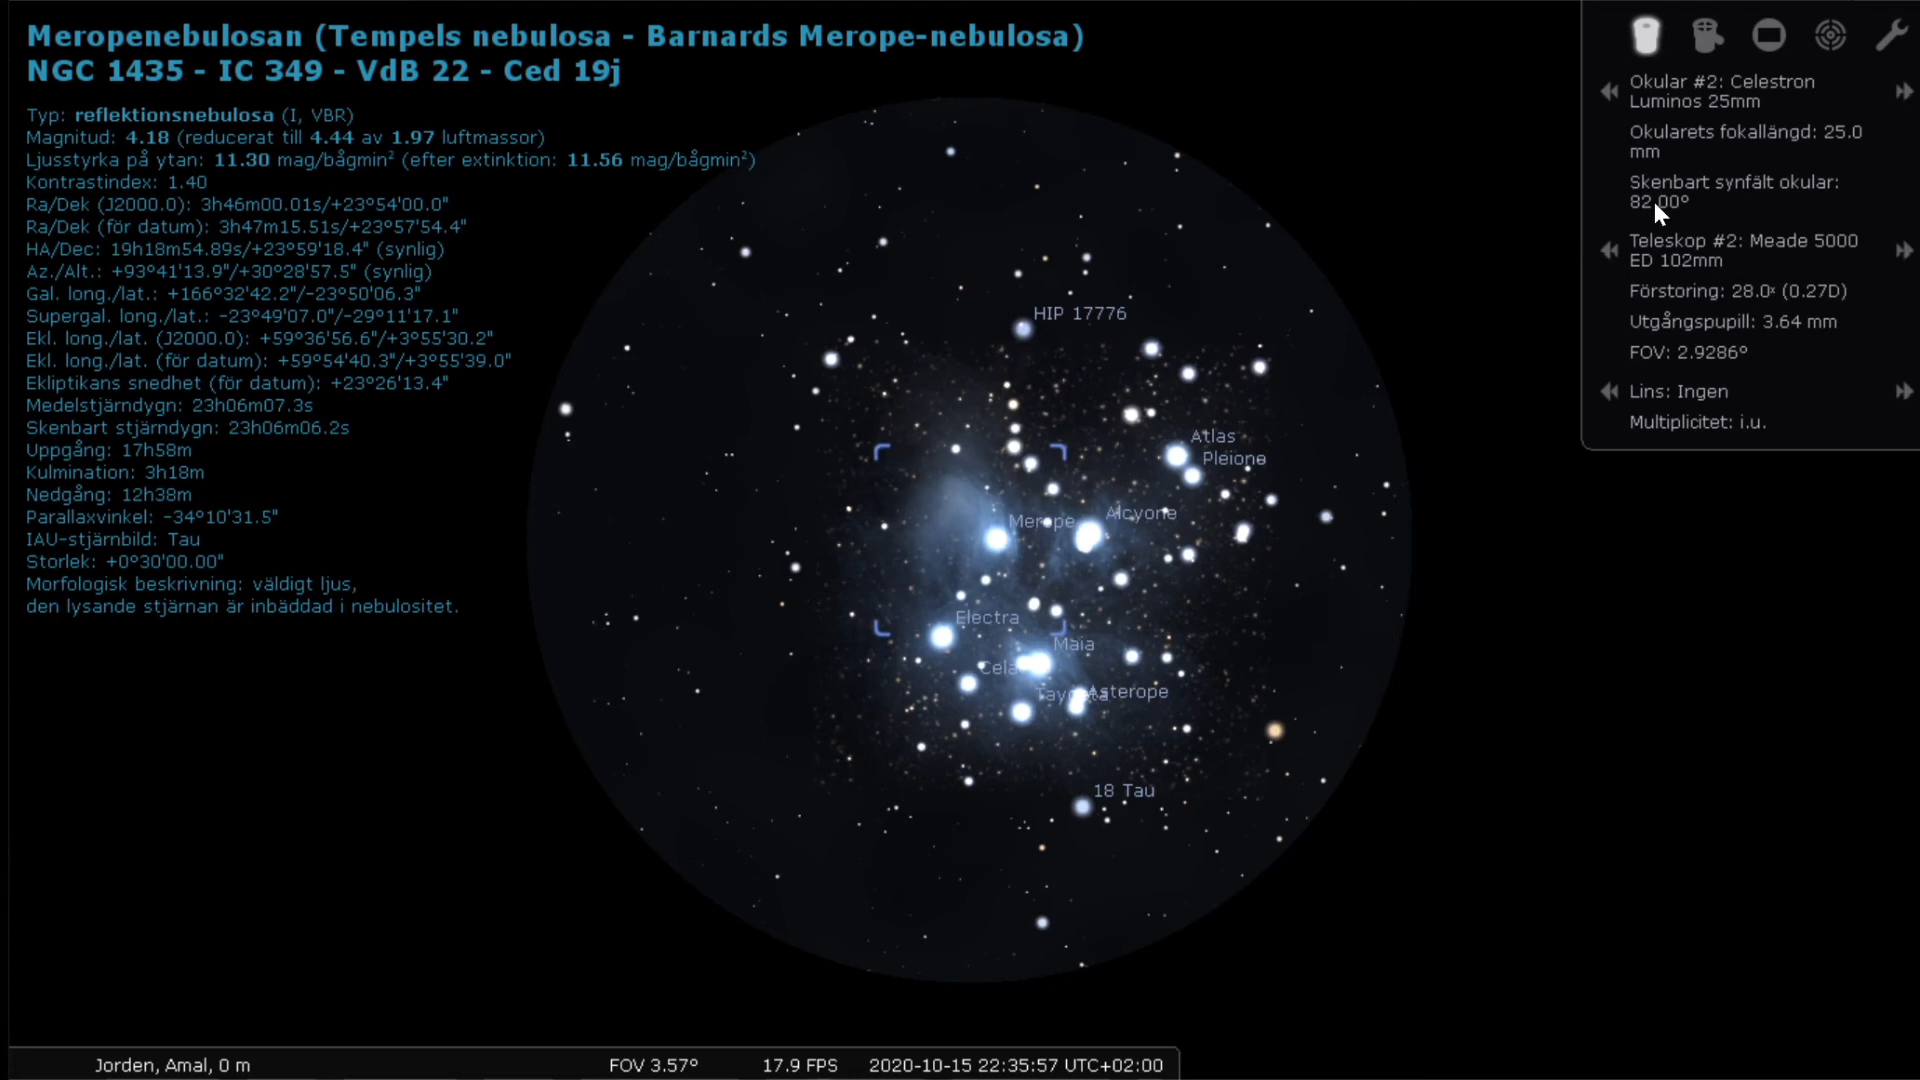 Meropenebulosan (Tempels nebulosa - Barnards Merope-nebulosa)
NGC 1435 - IC 349 - VdB 22 - Ced 19j
Typ: reflektionsnebulosa (I, VBR)
Magnitud: 4.18 (reducerat till 4.44 av 1.97 luftmassor)
Ljusstyrka på ytan: 11.30 mag/bågmin² (efter extinktion: 11.56 mag/bågmin²)
Kontrastindex: 1.40
Ra/Dek (J2000.0): 3h46m00.01s/+23°54'00.0"
Ra/Dek (för datum): 3h47m15.51s/+23°57'54.4"
HA/Dec: 19h18m54.89s/+23°59'18.4" (synlig)
Az./Alt.: +93°41'13.9"/+30°28'57.5" (synlig)
Gal. long./lat.: +166°32'42.2"/-23°50'06.3"
Supergal. long./lat.: -23°49'07.0"/-29°11'17.1"
Ekl. long./lat. (J2000.0): +59°36'56.6"/+3°55'30.2"
Ekl. long./lat. (för datum): +59°54'40.3"/+3°55'39.0"
Ekliptikans snedhet (för datum): +23°26'13.4"
Medelstjärndygn: 23h06m07.3s
Skenbart stjärndygn: 23h06m06.2s
Uppgång: 17h58m
Kulmination: 3h18m
Nedgång: 12h38m
Parallaxvinkel: -34°10'31.5"
IAU-stjärnbild: Tau
Storlek: +0°30'00.00"
Morfologisk beskrivning: väldigt ljus,
den lysande stjärnan är inbäddad i nebulositet.
HIP 17776
Atlas
Pleione
Merope
Alcyone
Electra
Maia
Asterope
18 Tau
Okular #2: Celestron
Luminos 25mm
Okularets fokallängd: 25.0
mm
Skenbart synfält okular:
82.00°
Teleskop #2: Meade 5000
ED 102mm
Förstoring: 28.0ˣ (0.27D)
Utgångspupill: 3.64 mm
FOV: 2.9286°
Lins: Ingen
Multiplicitet: i.u.
Jorden, Amal, 0 m
FOV 3.57°
17.9 FPS
2020-10-15 22:35:57 UTC+02:00